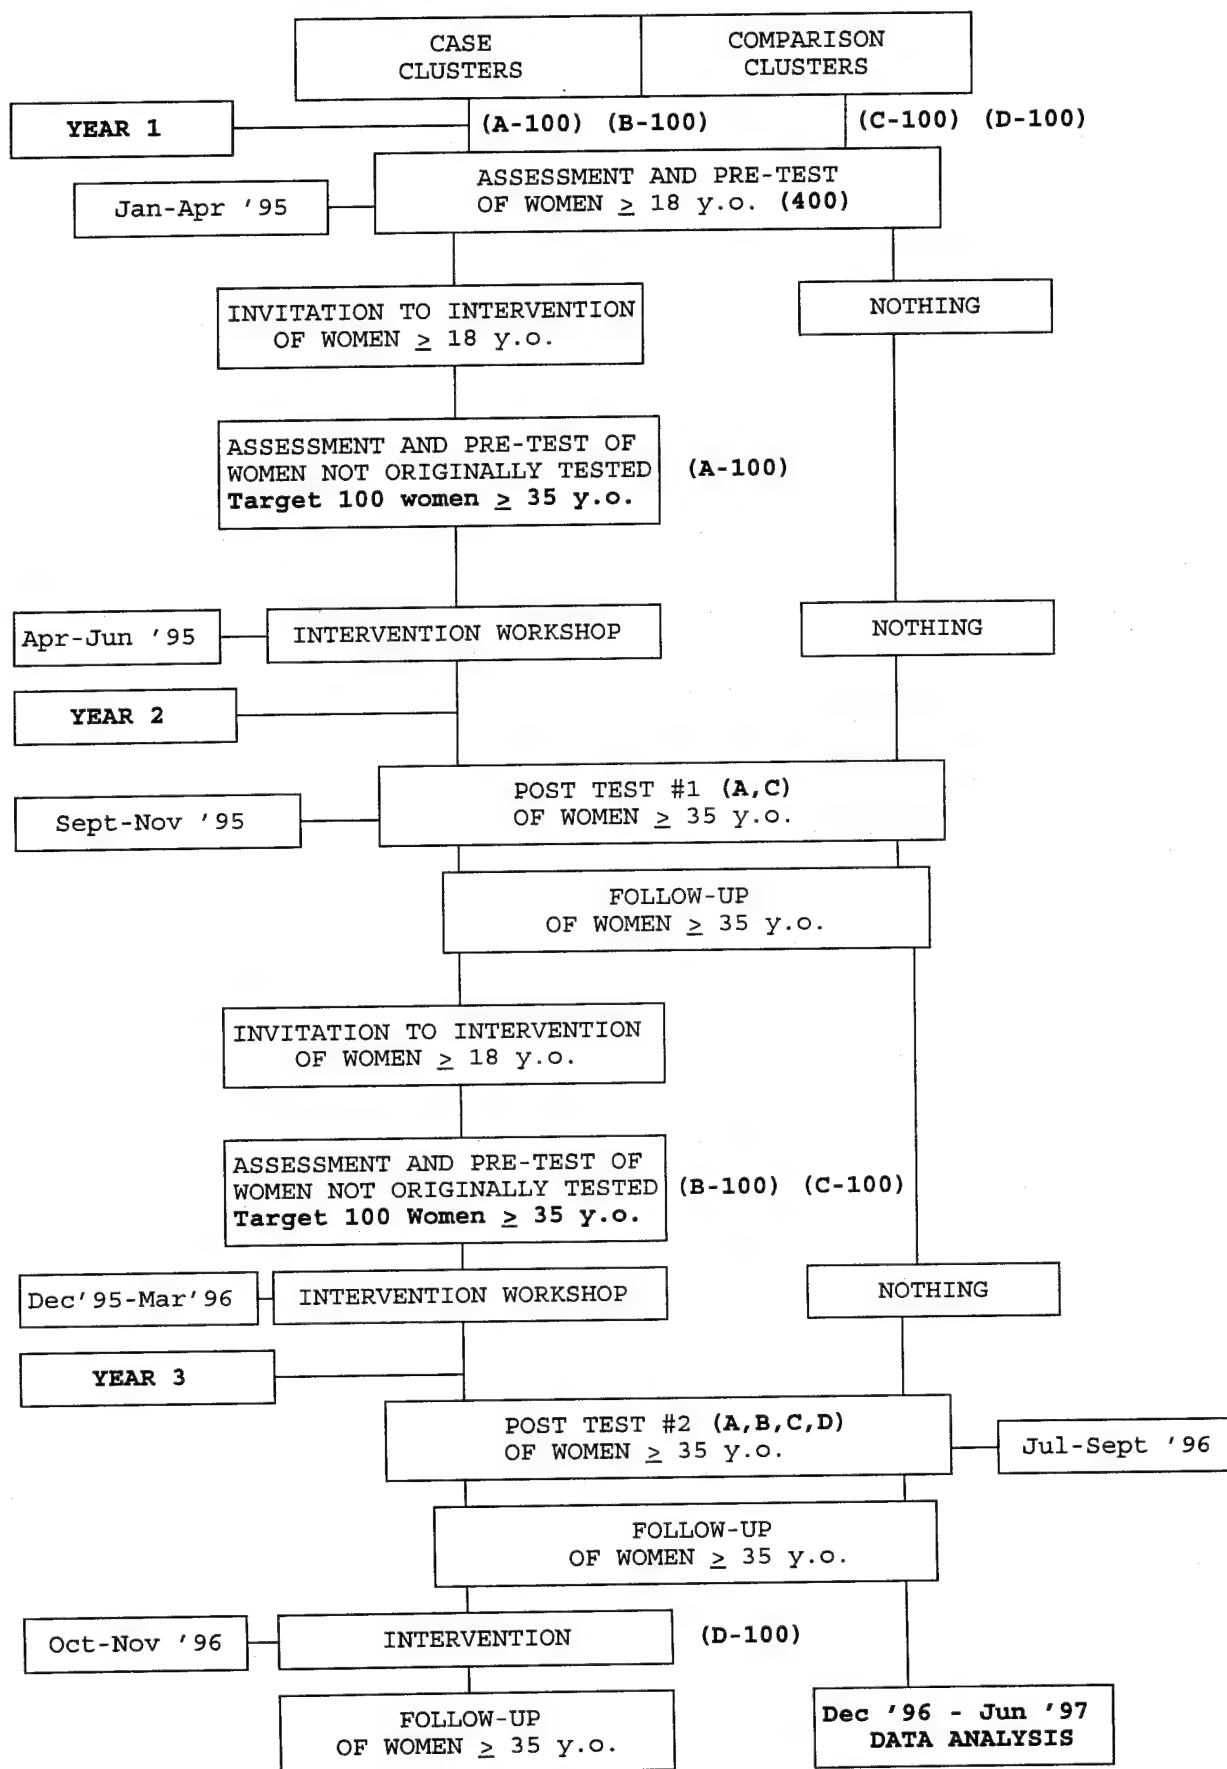 CASE
CLUSTERS
COMPARISON
CLUSTERS
YEAR 1
(A-100) (B-100)
(C-100) (D-100)
Jan-Apr '95
ASSESSMENT AND PRE-TEST
OF WOMEN ≥ 18 y.o. (400)
INVITATION TO INTERVENTION
OF WOMEN ≥ 18 y.o.
NOTHING
ASSESSMENT AND PRE-TEST OF
WOMEN NOT ORIGINALLY TESTED
Target 100 women ≥ 35 y.o.
(A-100)
Apr-Jun '95
INTERVENTION WORKSHOP
NOTHING
YEAR 2
POST TEST #1 (A,C)
OF WOMEN ≥ 35 y.o.
Sept-Nov '95
FOLLOW-UP
OF WOMEN ≥ 35 y.o.
INVITATION TO INTERVENTION
OF WOMEN ≥ 18 y.o.
ASSESSMENT AND PRE-TEST OF
WOMEN NOT ORIGINALLY TESTED
Target 100 Women ≥ 35 y.o.
(B-100) (C-100)
Dec'95-Mar'96
INTERVENTION WORKSHOP
NOTHING
YEAR 3
POST TEST #2 (A,B,C,D)
OF WOMEN ≥ 35 y.o.
Jul-Sept '96
FOLLOW-UP
OF WOMEN ≥ 35 y.o.
Oct-Nov '96
INTERVENTION
(D-100)
FOLLOW-UP
OF WOMEN ≥ 35 y.o.
Dec '96 - Jun '97
DATA ANALYSIS